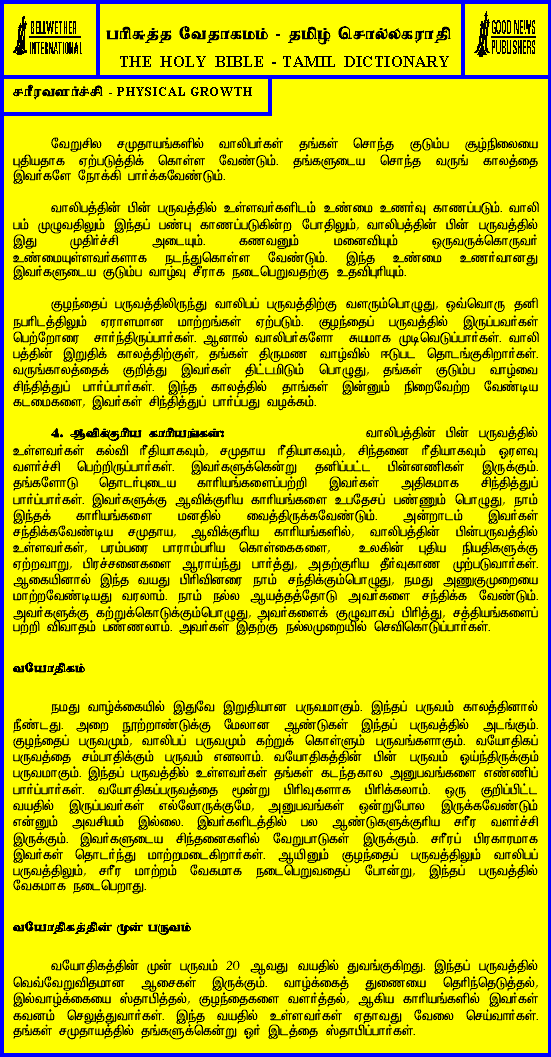 BELLWETHER
INTERNATIONAL
பரிசுத்த வேதாகமம் - தமிழ் சொல்லகராதி
THE HOLY BIBLE - TAMIL DICTIONARY
GOOD NEWS
PUBLISHERS
சரீரவளர்ச்சி - PHYSICAL GROWTH
வேறுசில சமுதாயங்களில் வாலிபர்கள் தங்கள் சொந்த குடும்ப சூழ்நிலையை
புதியதாக ஏற்படுத்திக் கொள்ள வேண்டும். தங்களுடைய சொந்த வருங் காலத்தை
இவர்களே நோக்கி பார்க்கவேண்டும்.
வாலிபத்தின் பின் பருவத்தில் உள்ளவர்களிடம் உண்மை உணர்வு காணப்படும். வாலி
பம் முழுவதிலும் இந்தப் பண்பு காணப்படுகின்ற போதிலும், வாலிபத்தின் பின் பருவத்தில்
இது முதிர்ச்சி அடையும். கணவனும் மனைவியும் ஒருவருக்கொருவர்
உண்மையுள்ளவர்களாக நடந்துகொள்ள வேண்டும். இந்த உண்மை உணர்வானது
இவர்களுடைய குடும்ப வாழ்வு சீராக நடைபெறுவதற்கு உதவிபுரியும்.
குழந்தைப் பருவத்திலிருந்து வாலிபப் பருவத்திற்கு வளரும்பொழுது, ஒவ்வொரு தனி
நபரிடத்திலும் ஏராளமான மாற்றங்கள் ஏற்படும். குழந்தைப் பருவத்தில் இருப்பவர்கள்
பெற்றோரை சார்ந்திருப்பார்கள். ஆனால் வாலிபர்களோ சுயமாக முடிவெடுப்பார்கள். வாலி
பத்தின் இறுதிக் காலத்திற்குள், தங்கள் திருமண வாழ்வில் ஈடுபட தொடங்குகிறார்கள்.
வருங்காலத்தைக் குறித்து இவர்கள் திட்டமிடும் பொழுது, தங்கள் குடும்ப வாழ்வை
சிந்தித்துப் பார்ப்பார்கள். இந்த காலத்தில் தாங்கள் இன்னும் நிறைவேற்ற வேண்டிய
கடமைகளை, இவர்கள் சிந்தித்துப் பார்ப்பது வழக்கம்.
4. ஆவிக்குரிய காரியங்கள்: வாலிபத்தின் பின் பருவத்தில்
உள்ளவர்கள் கல்வி ரீதியாகவும், சமுதாய ரீதியாகவும், சிந்தனை ரீதியாகவும் ஓரளவு
வளர்ச்சி பெற்றிருப்பார்கள். இவர்களுக்கென்று தனிப்பட்ட பின்னணிகள் இருக்கும்.
தங்களோடு தொடர்புடைய காரியங்களைப்பற்றி இவர்கள் அதிகமாக சிந்தித்துப்
பார்ப்பார்கள். இவர்களுக்கு ஆவிக்குரிய காரியங்களை உபதேசப் பண்ணும் பொழுது, நாம்
இந்தக் காரியங்களை மனதில் வைத்திருக்கவேண்டும். அன்றாடம் இவர்கள்
சந்திக்கவேண்டிய சமுதாய, ஆவிக்குரிய காரியங்களில், வாலிபத்தின் பின்பருவத்தில்
உள்ளவர்கள், பரம்பரை பாராம்பரிய கொள்கைகளை, உலகின் புதிய நியதிகளுக்கு
ஏற்றவாறு, பிரச்சனைகளை ஆராய்ந்து பார்த்து, அதற்குரிய தீர்வுகாண முற்படுவார்கள்.
ஆகையினால் இந்த வயது பிரிவினரை நாம் சந்திக்கும்பொழுது, நமது அணுகுமுறையை
மாற்றவேண்டியது வரலாம். நாம் நல்ல ஆயத்தத்தோடு அவர்களை சந்திக்க வேண்டும்.
அவர்களுக்கு கற்றுக்கொடுக்கும்பொழுது, அவர்களைக் குழுவாகப் பிரித்து, சத்தியங்களைப்
பற்றி விவாதம் பண்ணலாம். அவர்கள் இதற்கு நல்லமுறையில் செவிகொடுப்பார்கள்.
வயோதிகம்
நமது வாழ்க்கையில் இதுவே இறுதியான பருவமாகும். இந்தப் பருவம் காலத்தினால்
நீண்டது. அறை நூற்றாண்டுக்கு மேலான ஆண்டுகள் இந்தப் பருவத்தில் அடங்கும்.
குழந்தைப் பருவமும், வாலிபப் பருவமும் கற்றுக் கொள்ளும் பருவங்களாகும். வயோதிகப்
பருவத்தை சம்பாதிக்கும் பருவம் எனலாம். வயோதிகத்தின் பின் பருவம் ஓய்ந்திருக்கும்
பருவமாகும். இந்தப் பருவத்தில் உள்ளவர்கள் தங்கள் கடந்தகால அனுபவங்களை எண்ணிப்
பார்ப்பார்கள். வயோதிகப்பருவத்தை மூன்று பிரிவுகளாக பிரிக்கலாம். ஒரு குறிப்பிட்ட
வயதில் இருப்பவர்கள் எல்லோருக்குமே, அனுபவங்கள் ஒன்றுபோல இருக்கவேண்டும்
என்னும் அவசியம் இல்லை. இவர்களிடத்தில் பல ஆண்டுகளுக்குரிய சரீர வளர்ச்சி
இருக்கும். இவர்களுடைய சிந்தனைகளில் வேறுபாடுகள் இருக்கும். சரீரப் பிரகாரமாக
இவர்கள் தொடர்ந்து மாற்றமடைகிறார்கள். ஆயினும் குழந்தைப் பருவத்திலும் வாலிபப்
பருவத்திலும், சரீர மாற்றம் வேகமாக நடைபெறுவதைப் போன்று, இந்தப் பருவத்தில்
வேகமாக நடைபெறாது.
வயோதிகத்தின் முன் பருவம்
வயோதிகத்தின் முன் பருவம் 20 ஆவது வயதில் துவங்குகிறது. இந்தப் பருவத்தில்
வெவ்வேறுவிதமான ஆசைகள் இருக்கும். வாழ்க்கைத் துணையை தெரிந்தெடுத்தல்,
இல்வாழ்க்கையை ஸ்தாபித்தல், குழந்தைகளை வளர்த்தல், ஆகிய காரியங்களில் இவர்கள்
கவனம் செலுத்துவார்கள். இந்த வயதில் உள்ளவர்கள் ஏதாவது வேலை செய்வார்கள்.
தங்கள் சமுதாயத்தில் தங்களுக்கென்று ஓர் இடத்தை ஸ்தாபிப்பார்கள்.